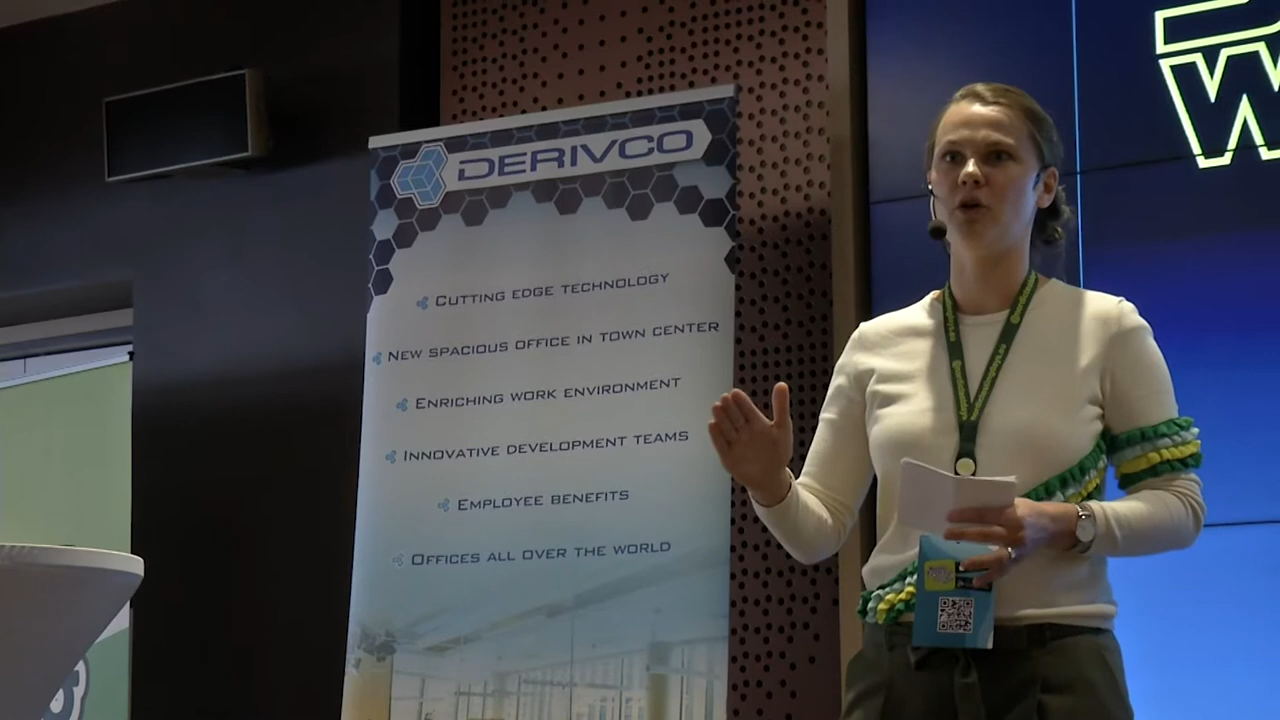 DERIVCO
CUTTING EDGE TECHNOLOGY
NEW SPACIOUS OFFICE IN TOWN CENTER
ENRICHING WORK ENVIRONMENT
INNOVATIVE DEVELOPMENT TEAMS
EMPLOYEE BENEFITS
OFFICES ALL OVER THE WORLD
W